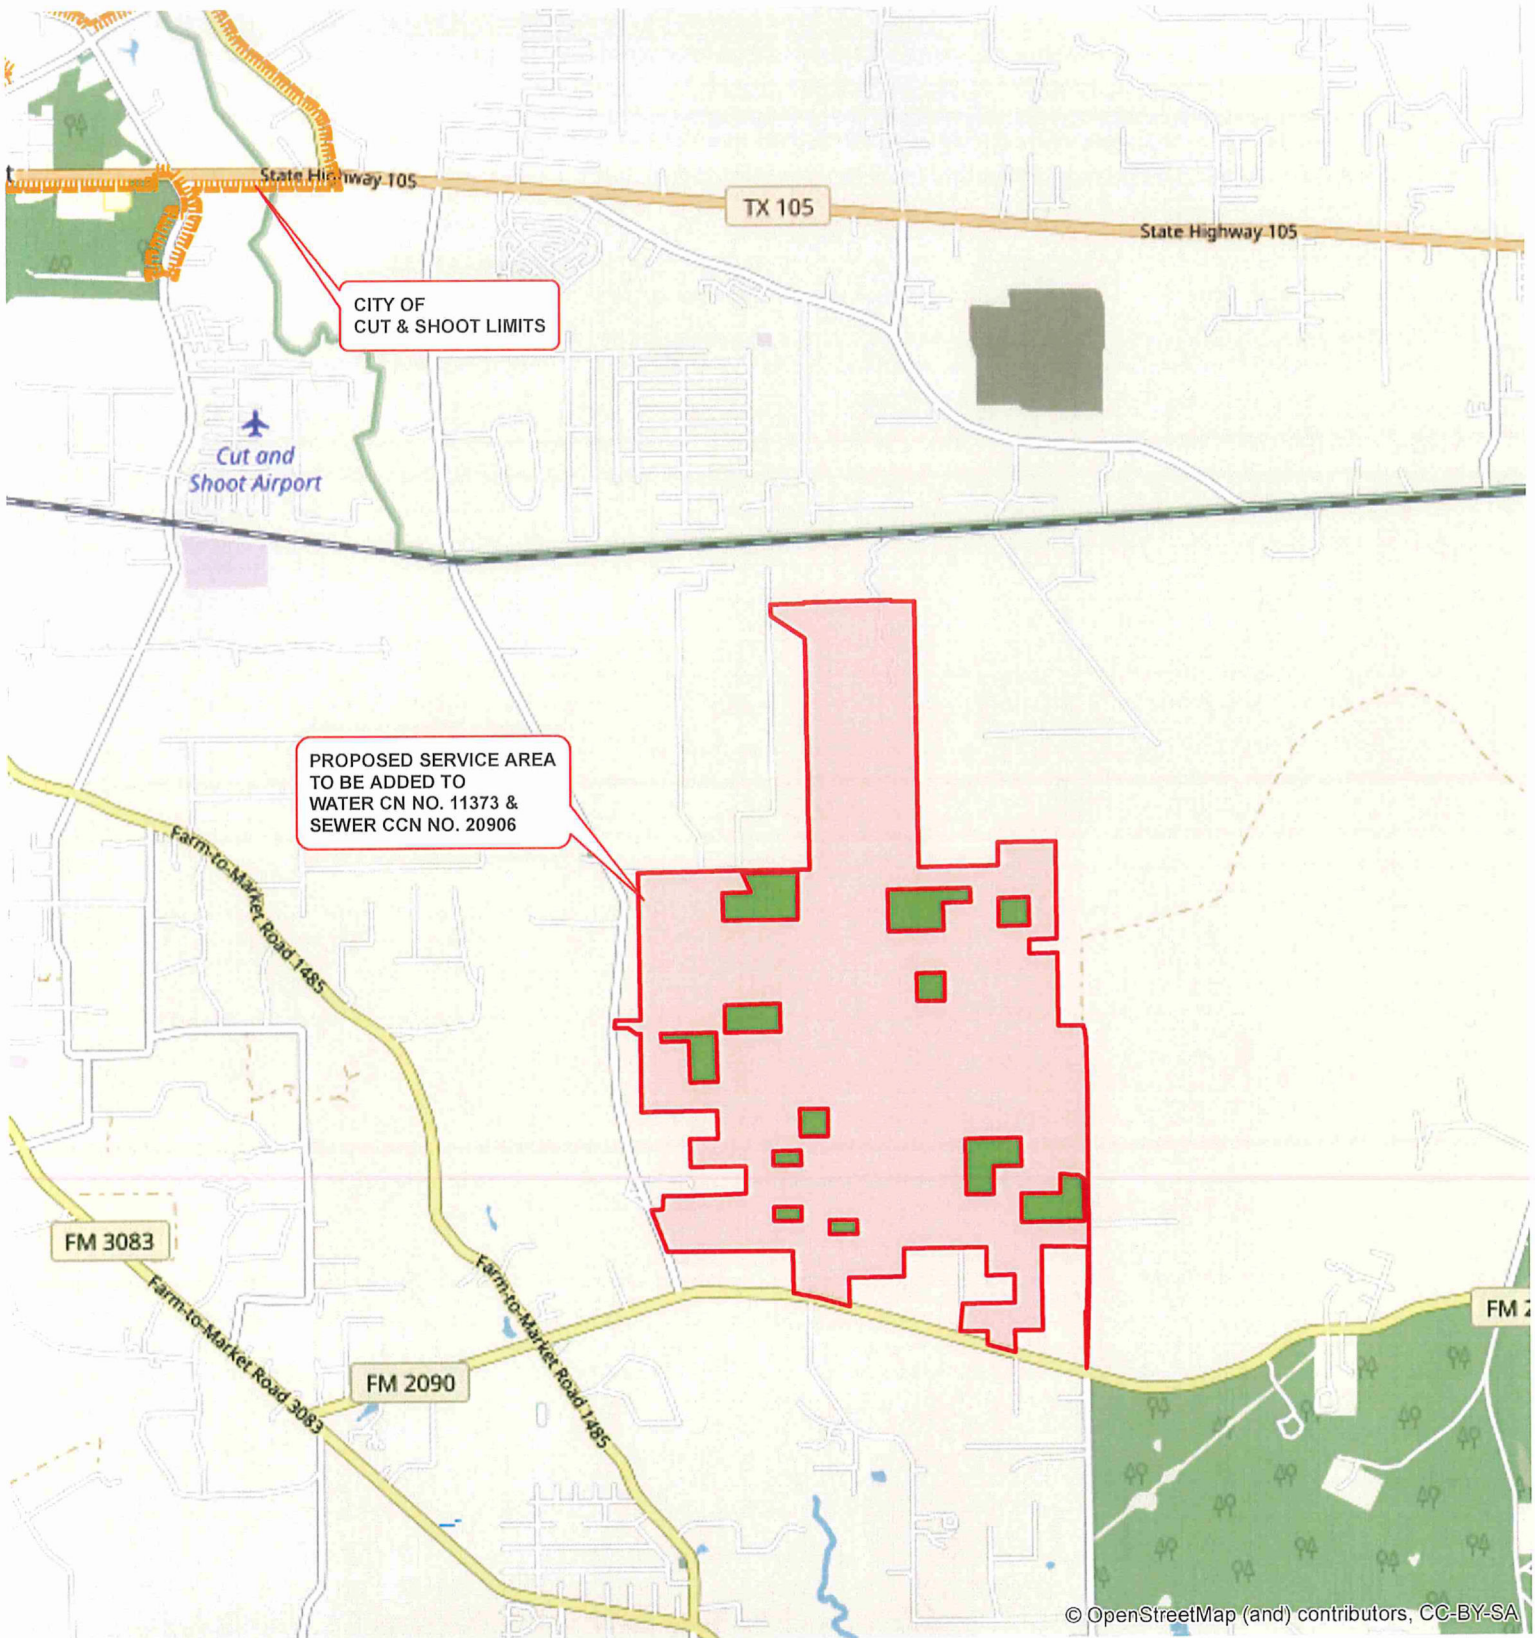 t
State Highway 105
TX 105
State Highway 105
CITY OF
CUT & SHOOT LIMITS
Cut and
Shoot Airport
PROPOSED SERVICE AREA
TO BE ADDED TO
WATER CN NO. 11373 &
SEWER CCN NO. 20906
Farm-to-Market Road 1485
FM 3083
Farm-to-Market Road 3083
Farm-to-Market Road 1485
FM 2090
FM 2
© OpenStreetMap (and) contributors, CC-BY-SA